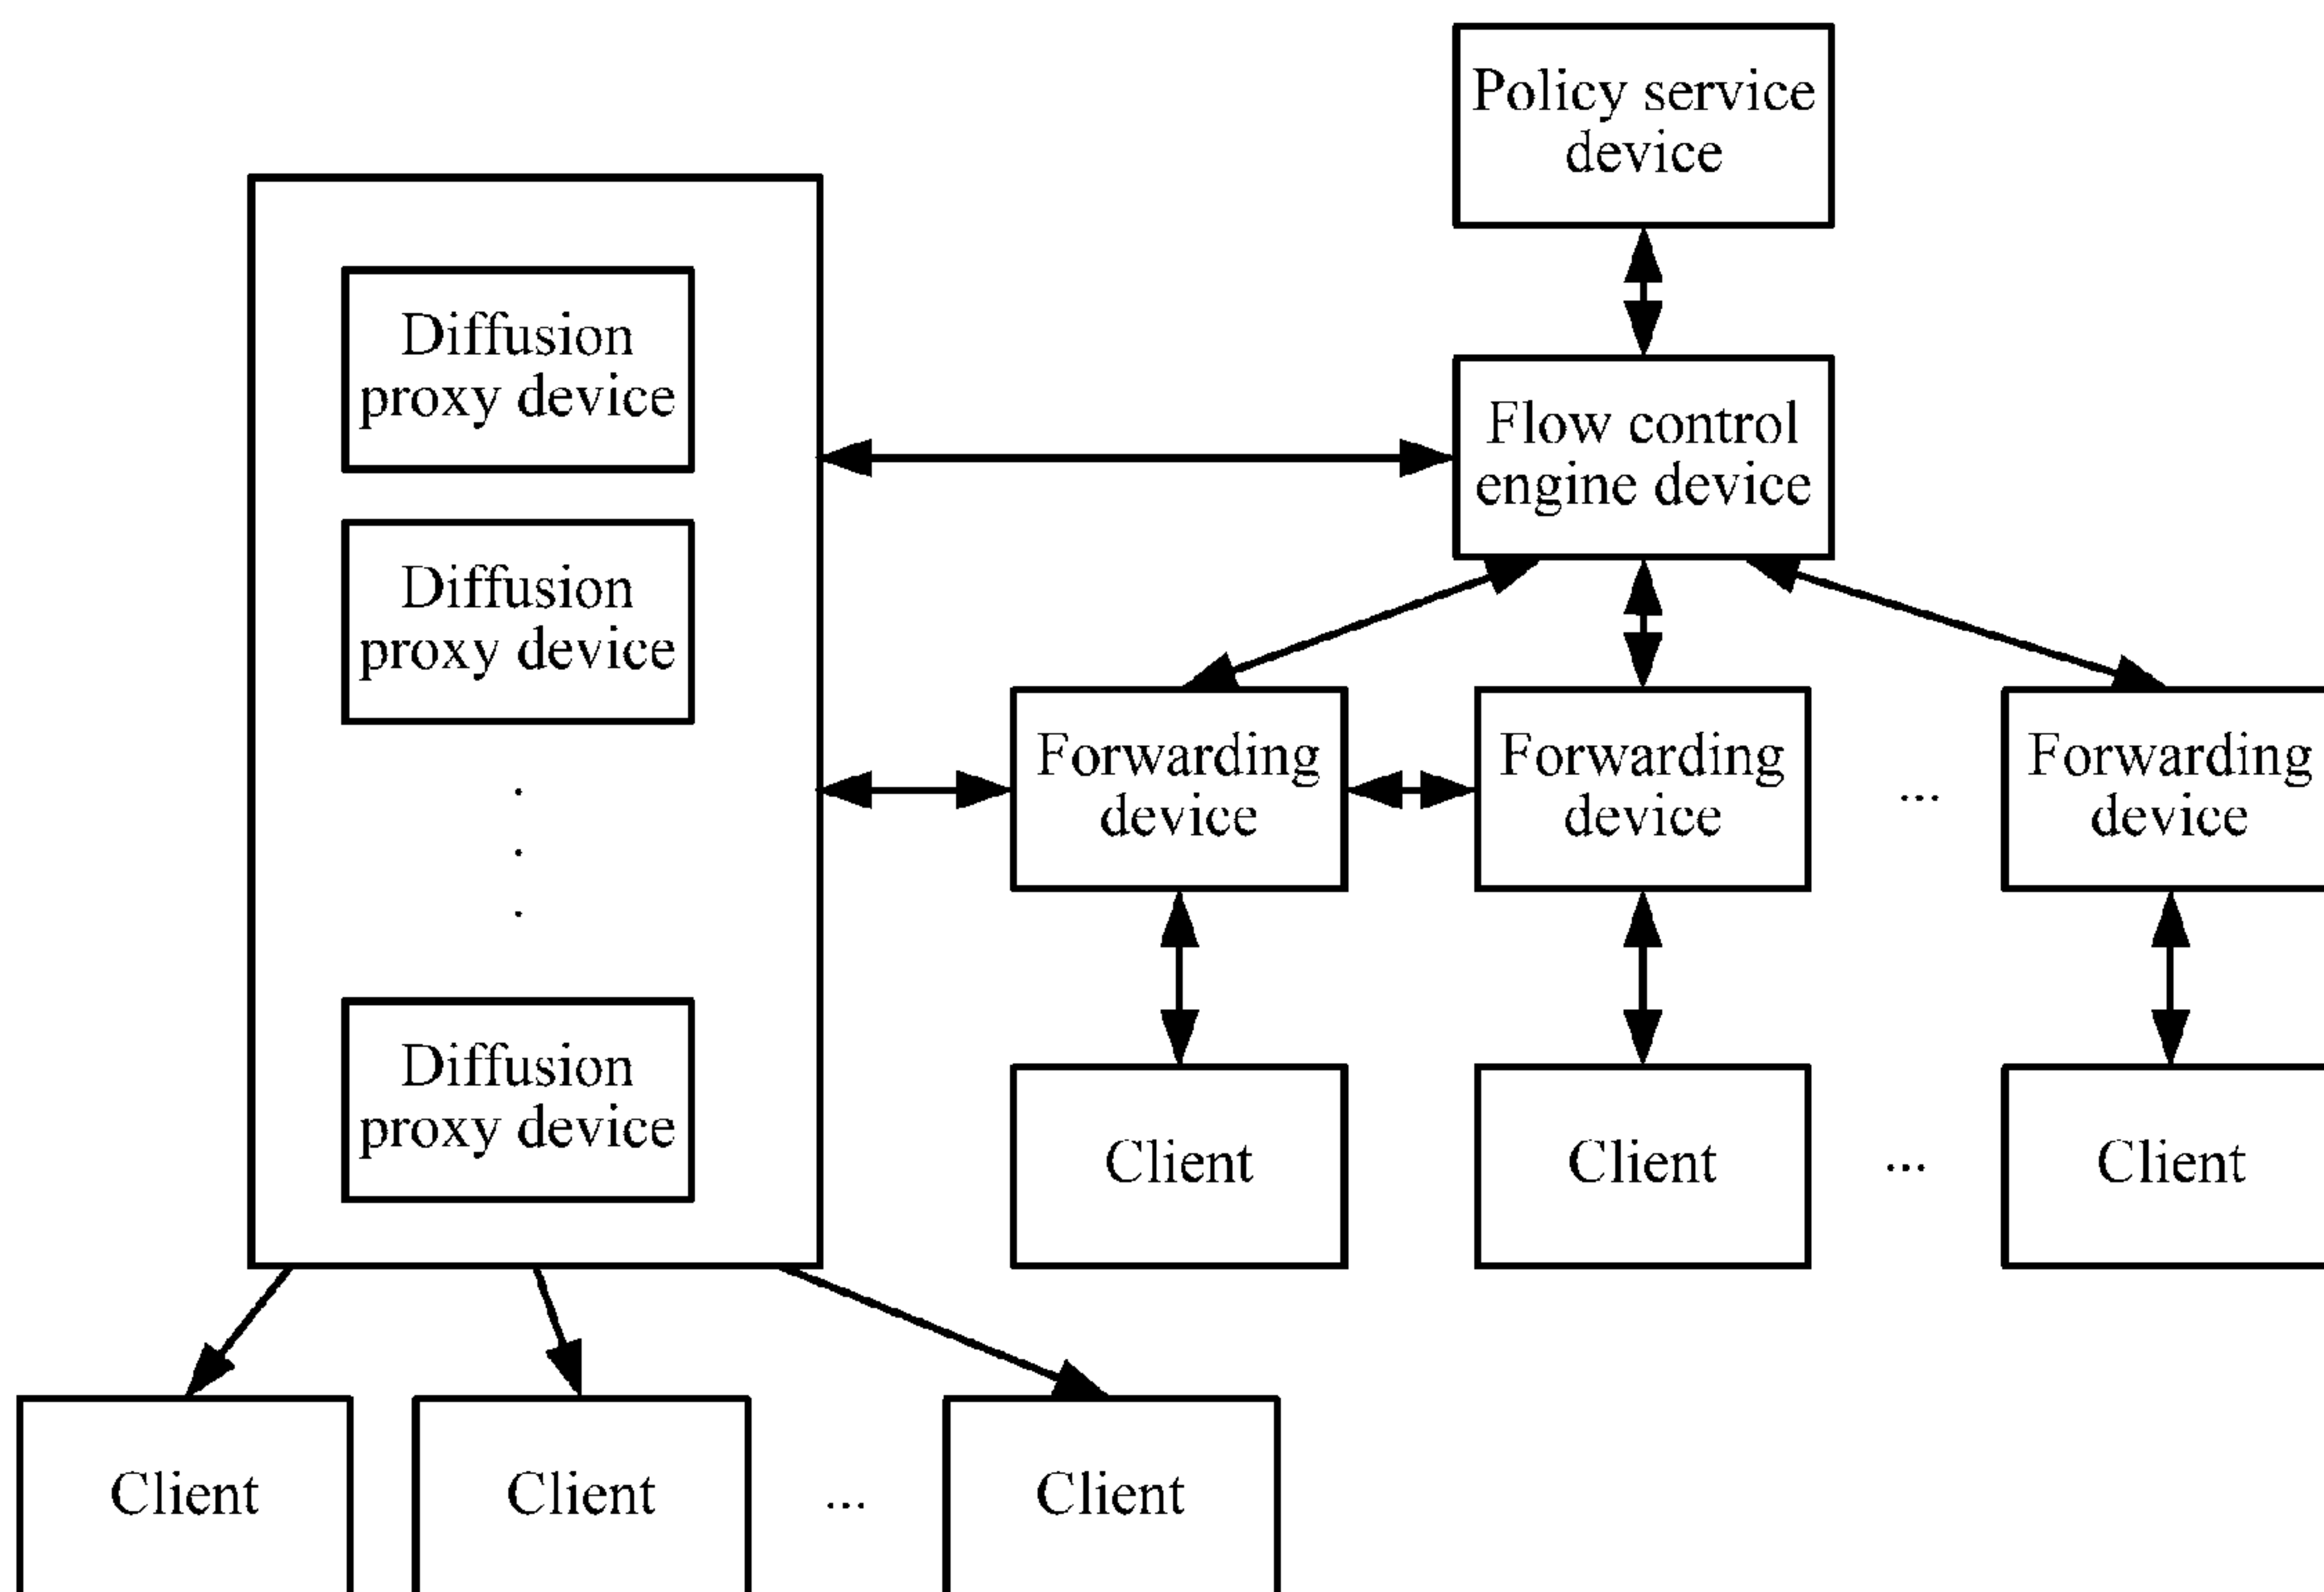 Policy service
device
Diffusion
proxy device
Flow control
engine device
Diffusion
proxy device
Forwarding
device
Forwarding
device
...
Forwarding
device
.
.
.
Diffusion
proxy device
Client
Client
...
Client
Client
Client
...
Client